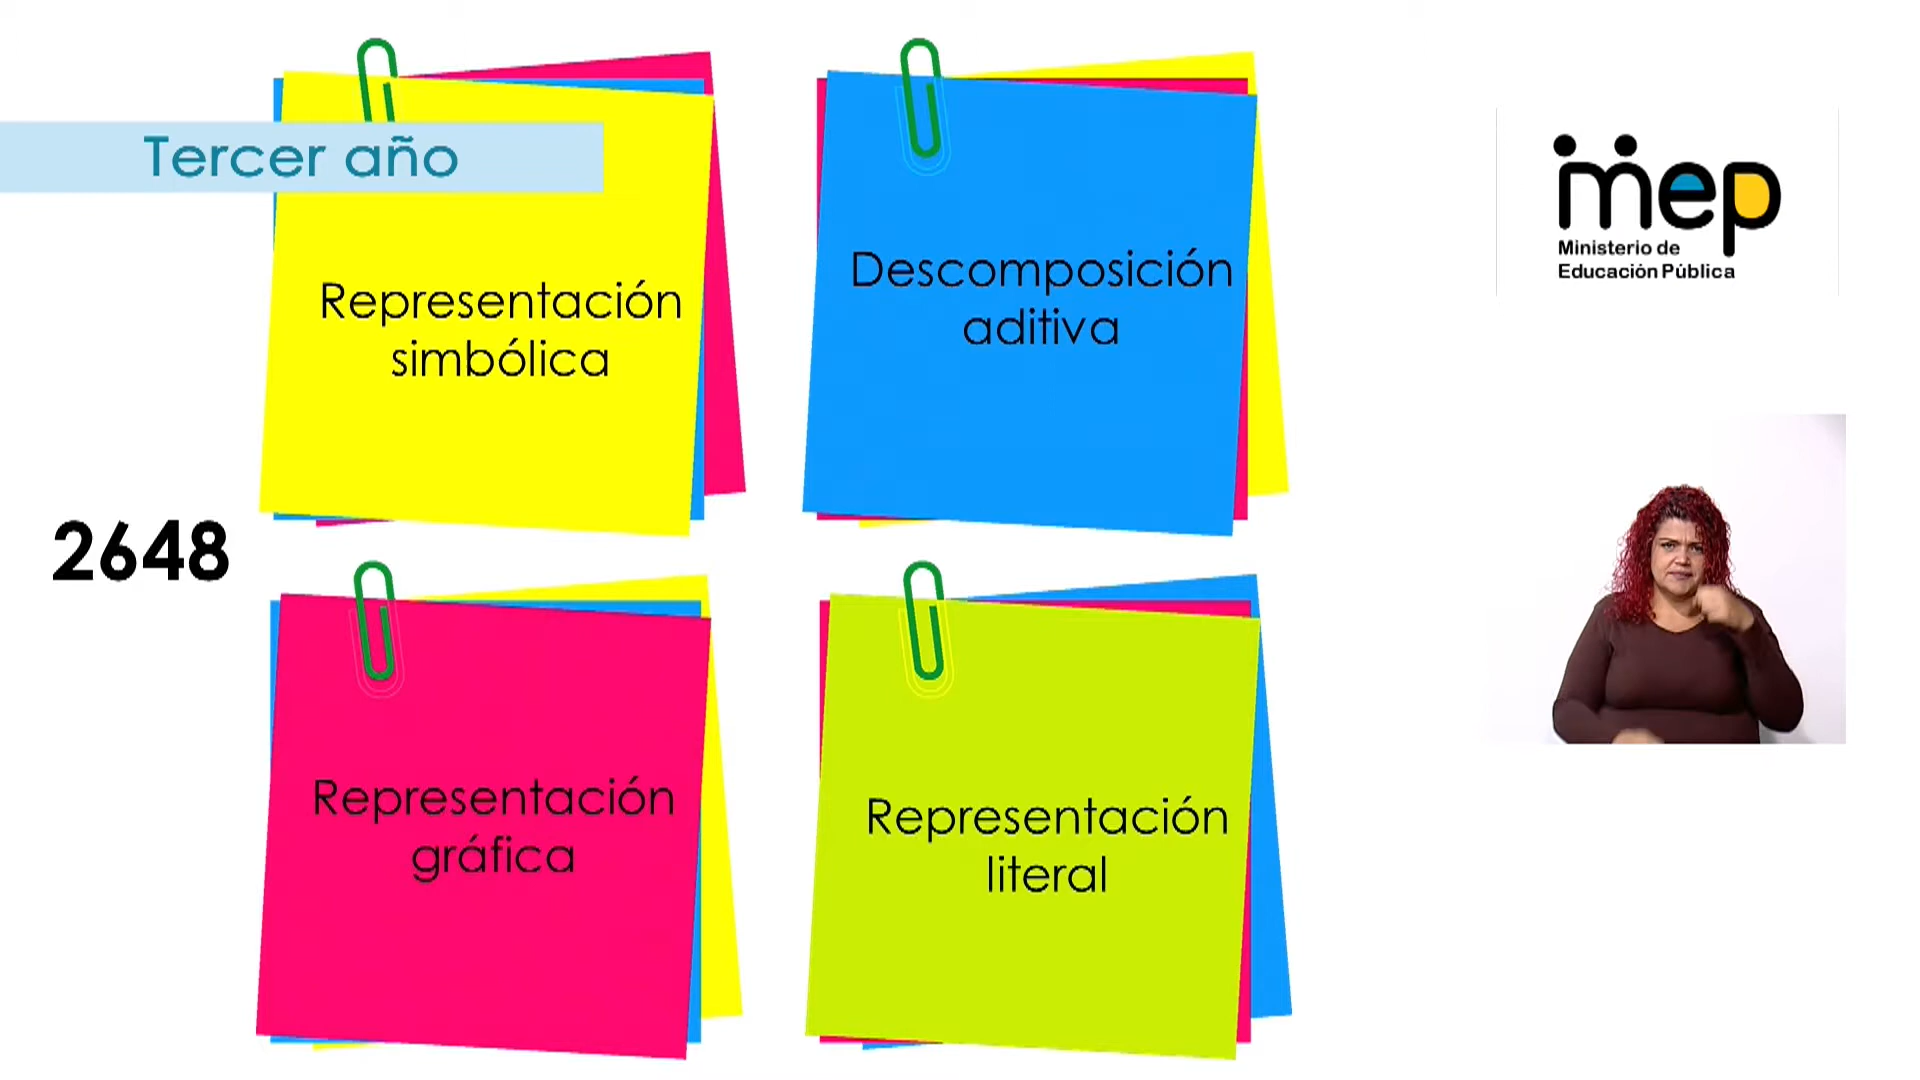 Tercer año
Representación
simbólica
Descomposición
aditiva
mep
Ministerio de
Educación Pública
2648
Representación
gráfica
Representación
literal